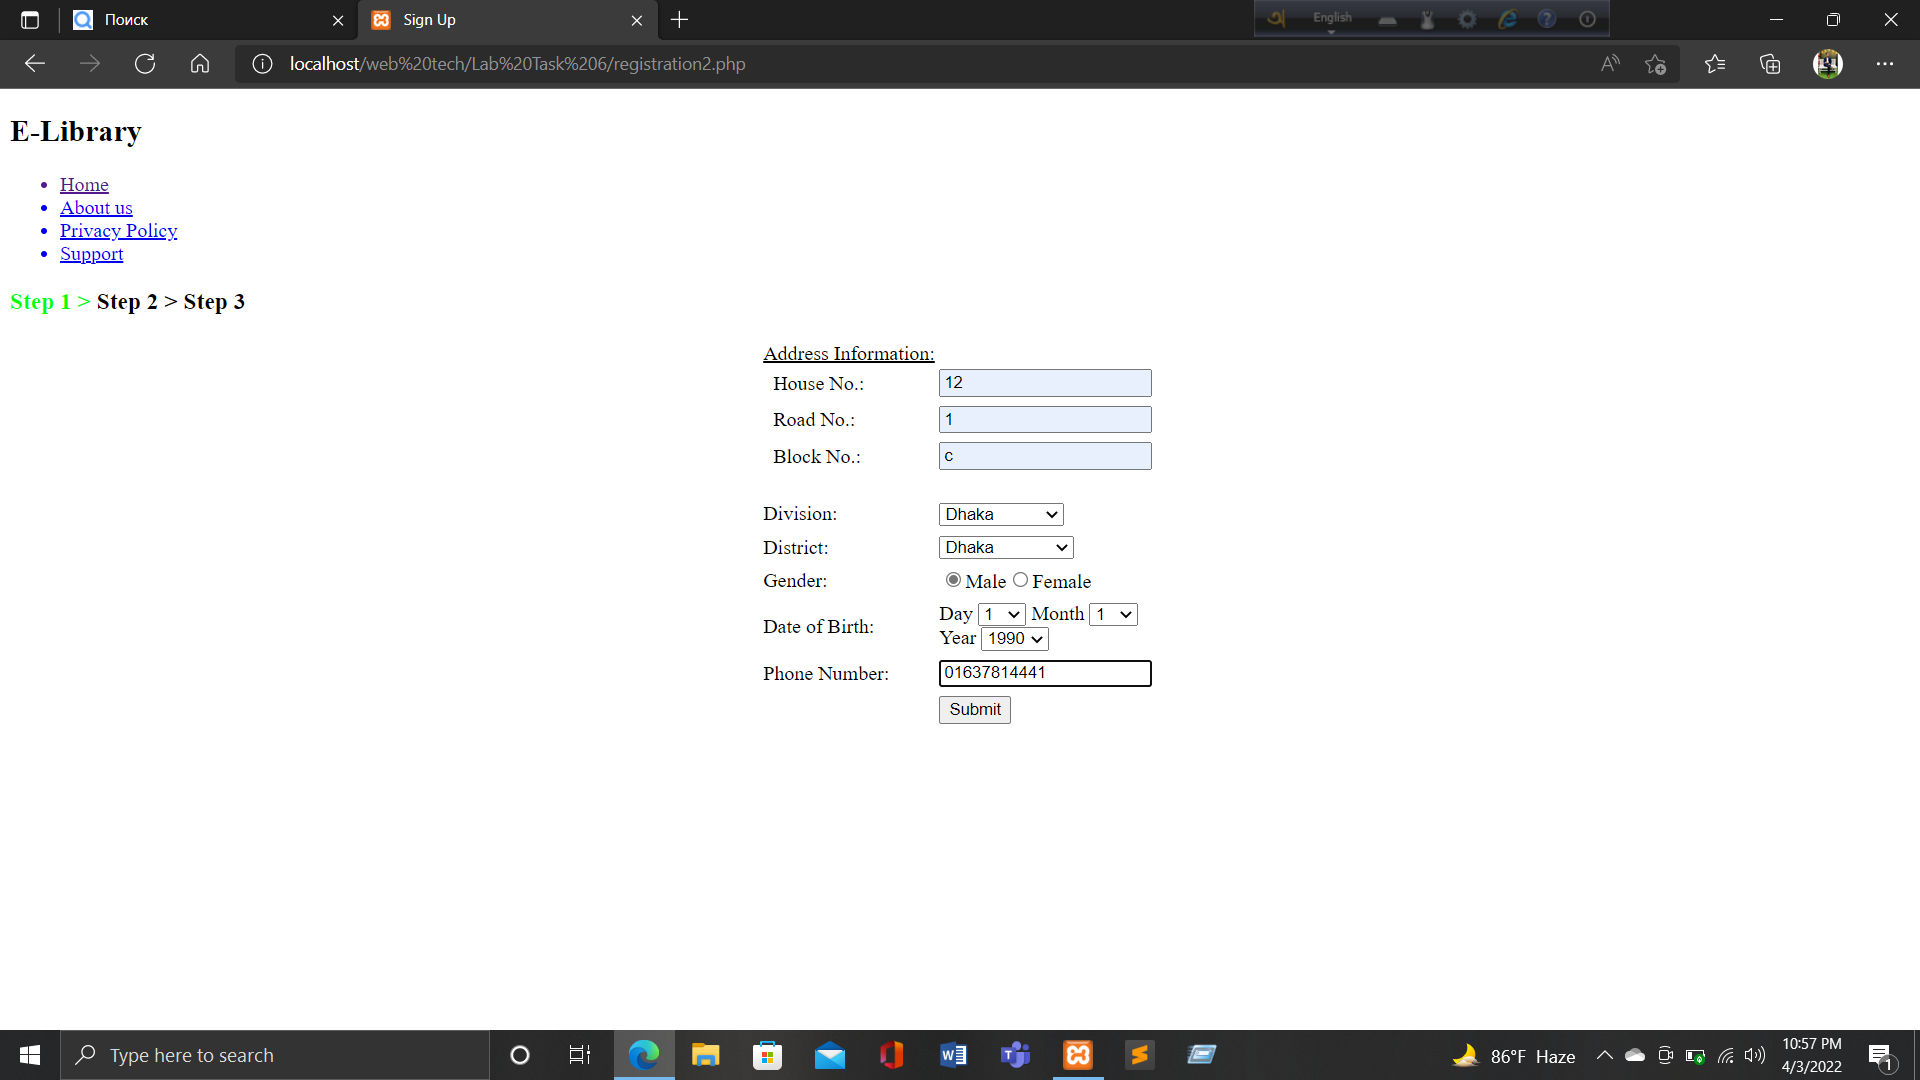 Поиск
Sign Up
English
localhost/web%20tech/Lab%20Task%206/registration2.php
E-Library
Home
About us
Privacy Policy
Support
Step 1 > Step 2 > Step 3
Address Information:
House No.: 12
Road No.: 1
Block No.: c
Division: Dhaka
District: Dhaka
Gender: Male Female
Date of Birth: Day 1 Month 1
Year 1990
Phone Number: 01637814441
Submit
Type here to search
86°F Haze
10:57 PM
4/3/2022
1